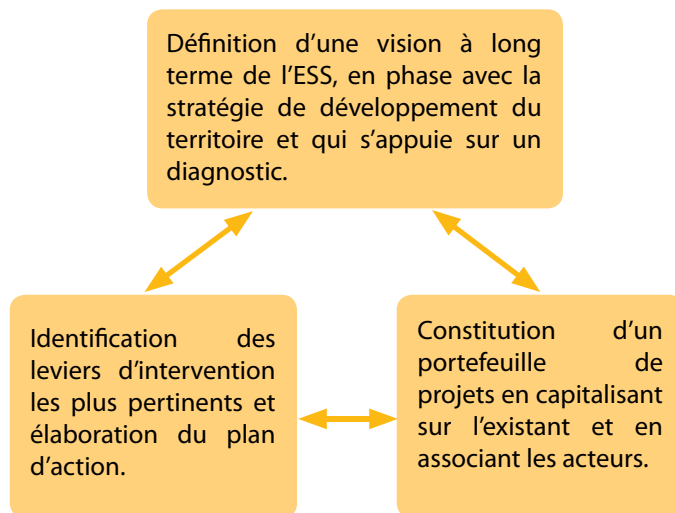 Définition d’une vision à long
terme de l’ESS, en phase avec la
stratégie de développement du
territoire et qui s’appuie sur un
diagnostic.
Identification des
leviers d’intervention
les plus pertinents et
élaboration du plan
d’action.
Constitution d’un
portefeuille de
projets en capitalisant
sur l’existant et en
associant les acteurs.